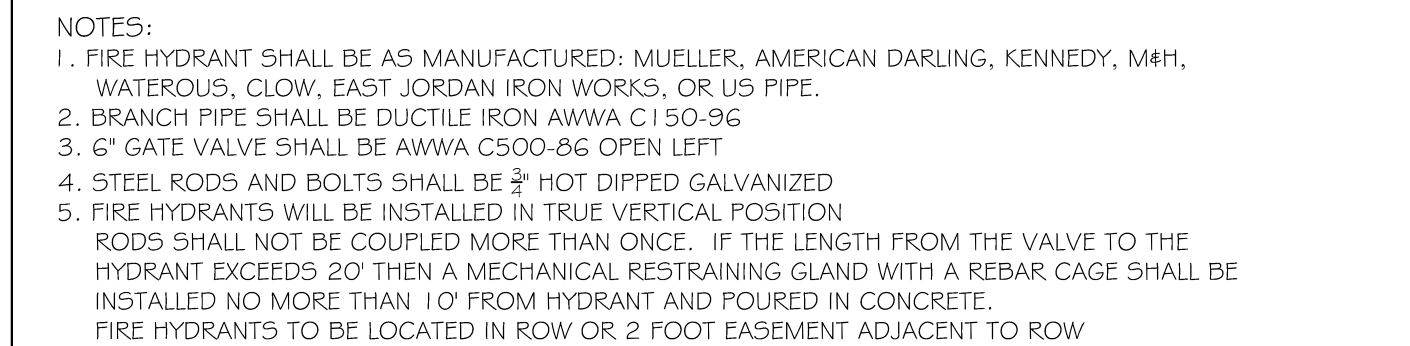 NOTES:
1. FIRE HYDRANT SHALL BE AS MANUFACTURED: MUELLER, AMERICAN DARLING, KENNEDY, M&H,
WATEROUS, CLOW, EAST JORDAN IRON WORKS, OR US PIPE.
2. BRANCH PIPE SHALL BE DUCTILE IRON AWWA C150-96
3. 6" GATE VALVE SHALL BE AWWA C500-86 OPEN LEFT
4. STEEL RODS AND BOLTS SHALL BE 3/4" HOT DIPPED GALVANIZED
5. FIRE HYDRANTS WILL BE INSTALLED IN TRUE VERTICAL POSITION
RODS SHALL NOT BE COUPLED MORE THAN ONCE. IF THE LENGTH FROM THE VALVE TO THE
HYDRANT EXCEEDS 20' THEN A MECHANICAL RESTRAINING GLAND WITH A REBAR CAGE SHALL BE
INSTALLED NO MORE THAN 10' FROM HYDRANT AND POURED IN CONCRETE.
FIRE HYDRANTS TO BE LOCATED IN ROW OR 2 FOOT EASEMENT ADJACENT TO ROW